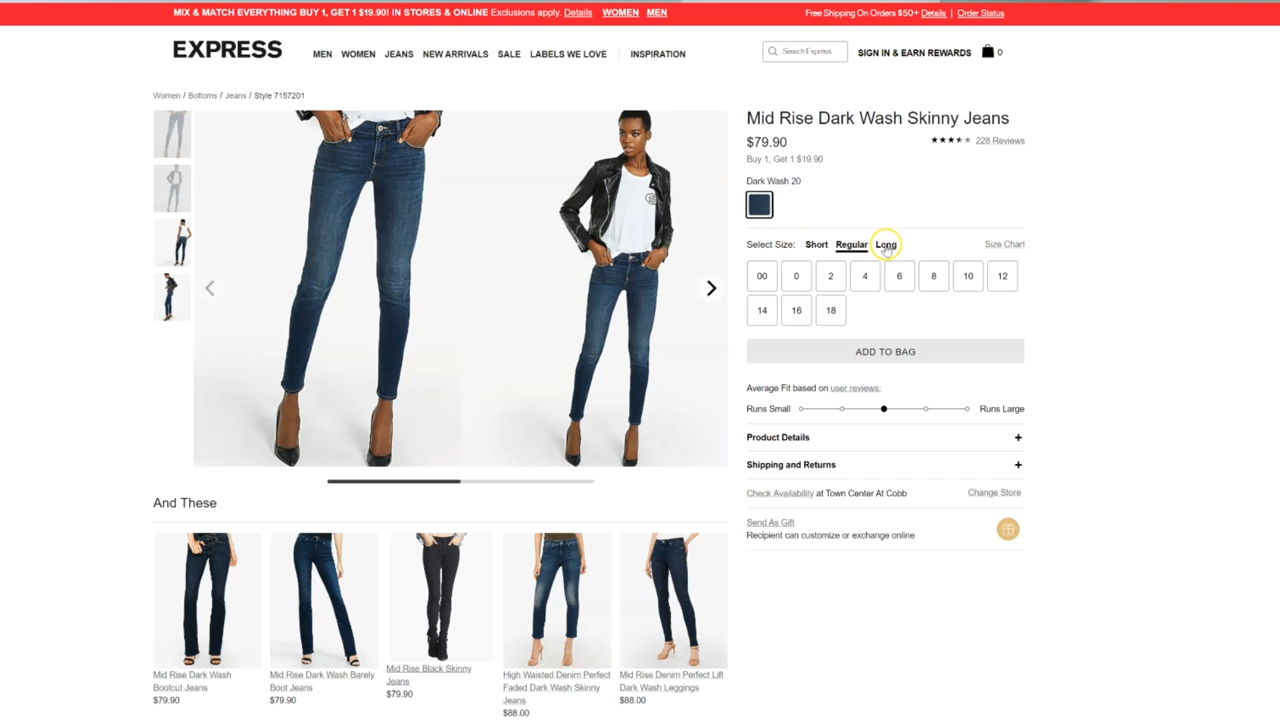 MIX & MATCH EVERYTHING BUY 1, GET 1 $19.90! IN STORES & ONLINE Exclusions apply. Details WOMEN MEN
Free Shipping On Orders $50+ Details | Order Status
EXPRESS
MEN WOMEN JEANS NEW ARRIVALS SALE LABELS WE LOVE | INSPIRATION
Search Express
SIGN IN & EARN REWARDS
0
Women / Bottoms / Jeans / Style 7157201
Mid Rise Dark Wash Skinny Jeans
$79.90
228 Reviews
Buy 1, Get 1 $19.90
Dark Wash 20
Select Size: Short Regular Long
Size Chart
00 0 2 4 6 8 10 12
14 16 18
ADD TO BAG
Average Fit based on user reviews:
Runs Small
Runs Large
Product Details +
Shipping and Returns +
Check Availability at Town Center At Cobb
Change Store
Send As Gift
Recipient can customize or exchange online
And These
Mid Rise Dark Wash
Bootcut Jeans
$79.90
Mid Rise Dark Wash Barely
Boot Jeans
$79.90
Mid Rise Black Skinny
Jeans
$79.90
High Waisted Denim Perfect
Faded Dark Wash Skinny
Jeans
$88.00
Mid Rise Denim Perfect Lift
Dark Wash Leggings
$88.00